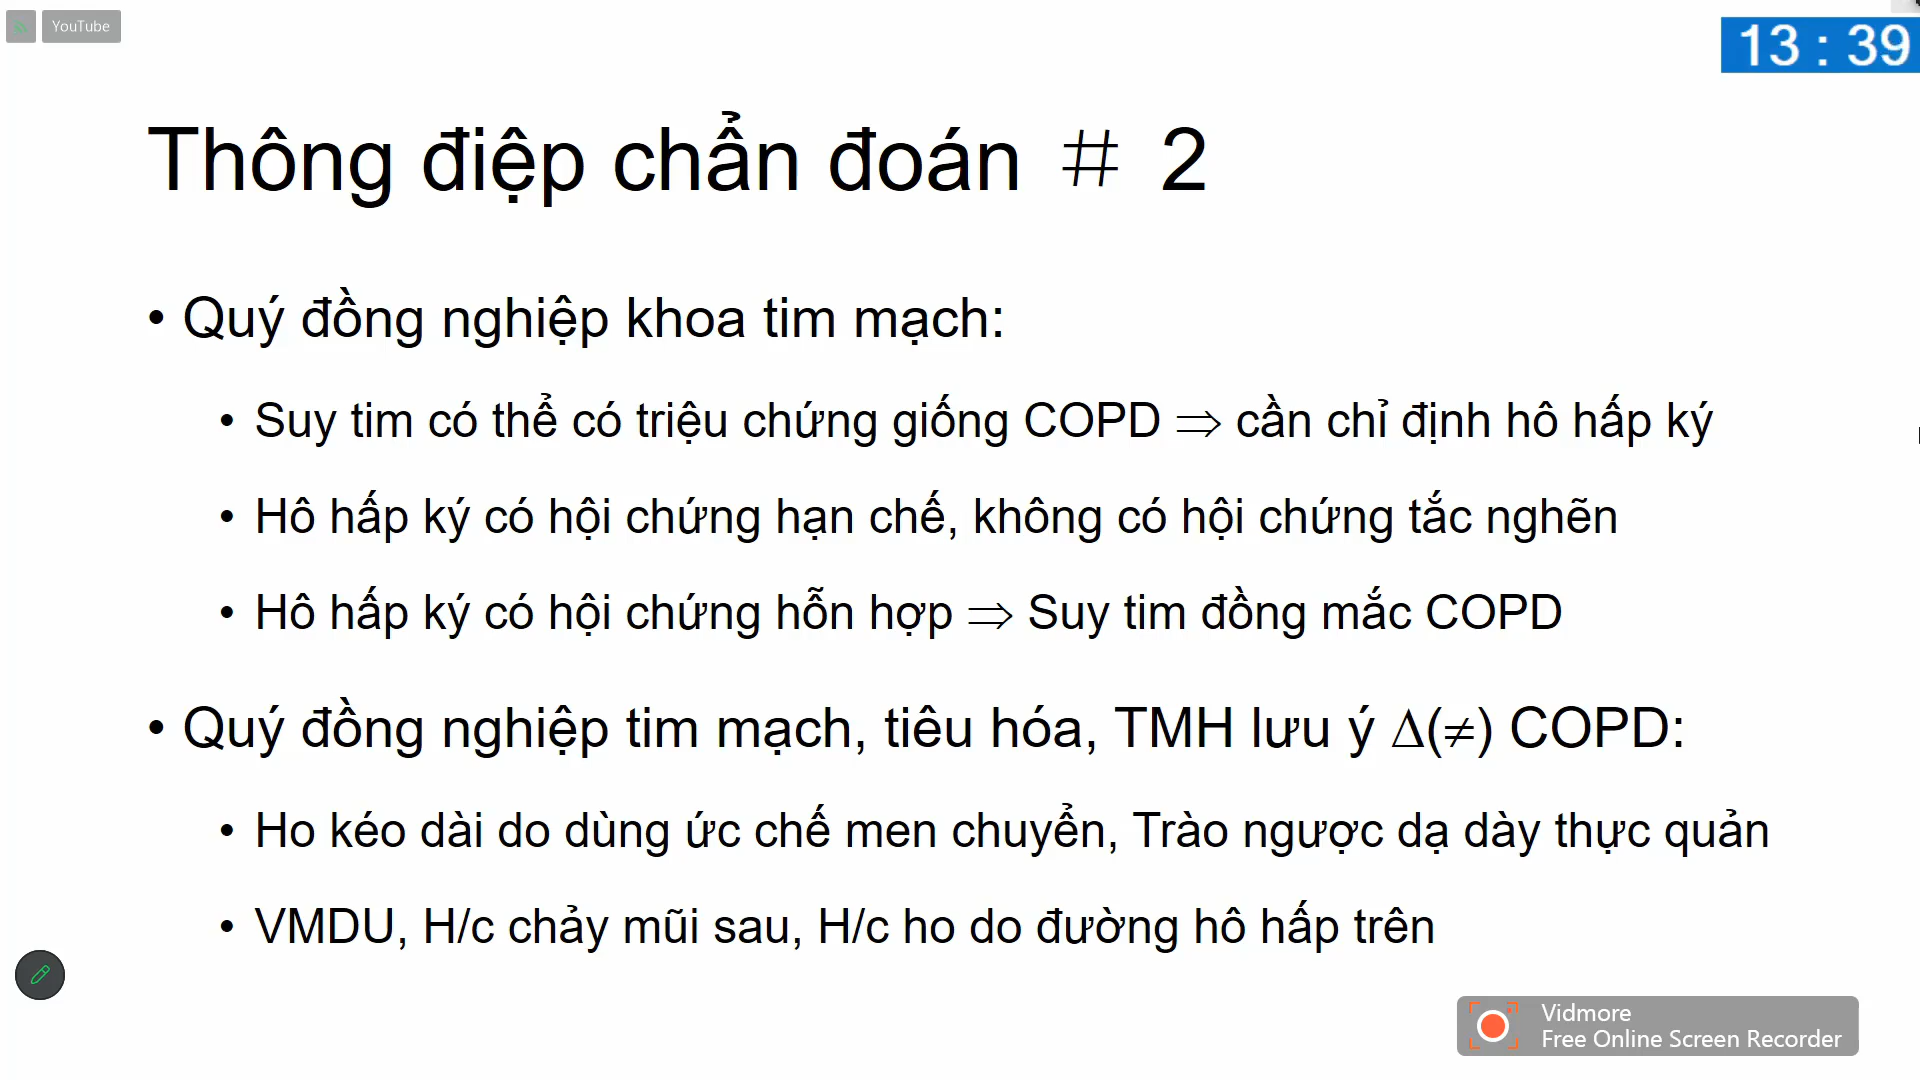 YouTube
13 : 39
Thông điệp chẩn đoán # 2
• Quý đồng nghiệp khoa tim mạch:
• Suy tim có thể có triệu chứng giống COPD ⇒ cần chỉ định hô hấp ký
• Hô hấp ký có hội chứng hạn chế, không có hội chứng tắc nghẽn
• Hô hấp ký có hội chứng hỗn hợp ⇒ Suy tim đồng mắc COPD
• Quý đồng nghiệp tim mạch, tiêu hóa, TMH lưu ý Δ(≠) COPD:
• Ho kéo dài do dùng ức chế men chuyển, Trào ngược dạ dày thực quản
• VMDU, H/c chảy mũi sau, H/c ho do đường hô hấp trên
Vidmore
Free Online Screen Recorder